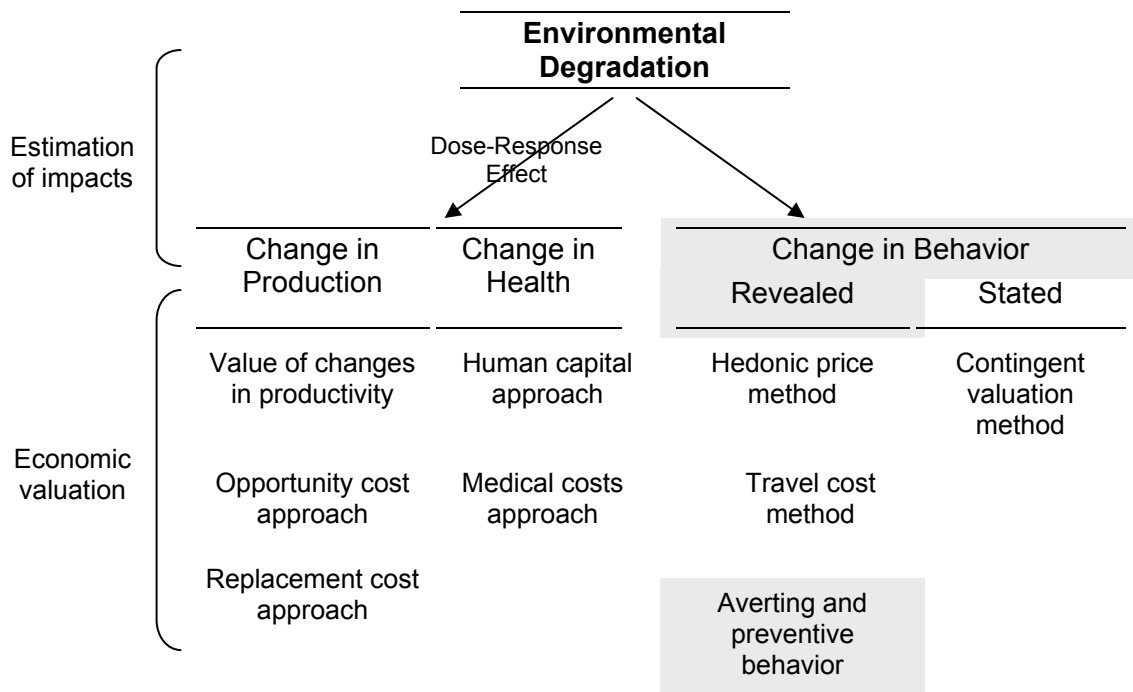 Environmental
Degradation
Estimation
of impacts
Dose-Response
Effect
Change in
Production
Change in
Health
Change in Behavior
Revealed
Stated
Economic
valuation
Value of changes
in productivity
Human capital
approach
Hedonic price
method
Contingent
valuation
method
Opportunity cost
approach
Medical costs
approach
Travel cost
method
Replacement cost
approach
Averting and
preventive
behavior